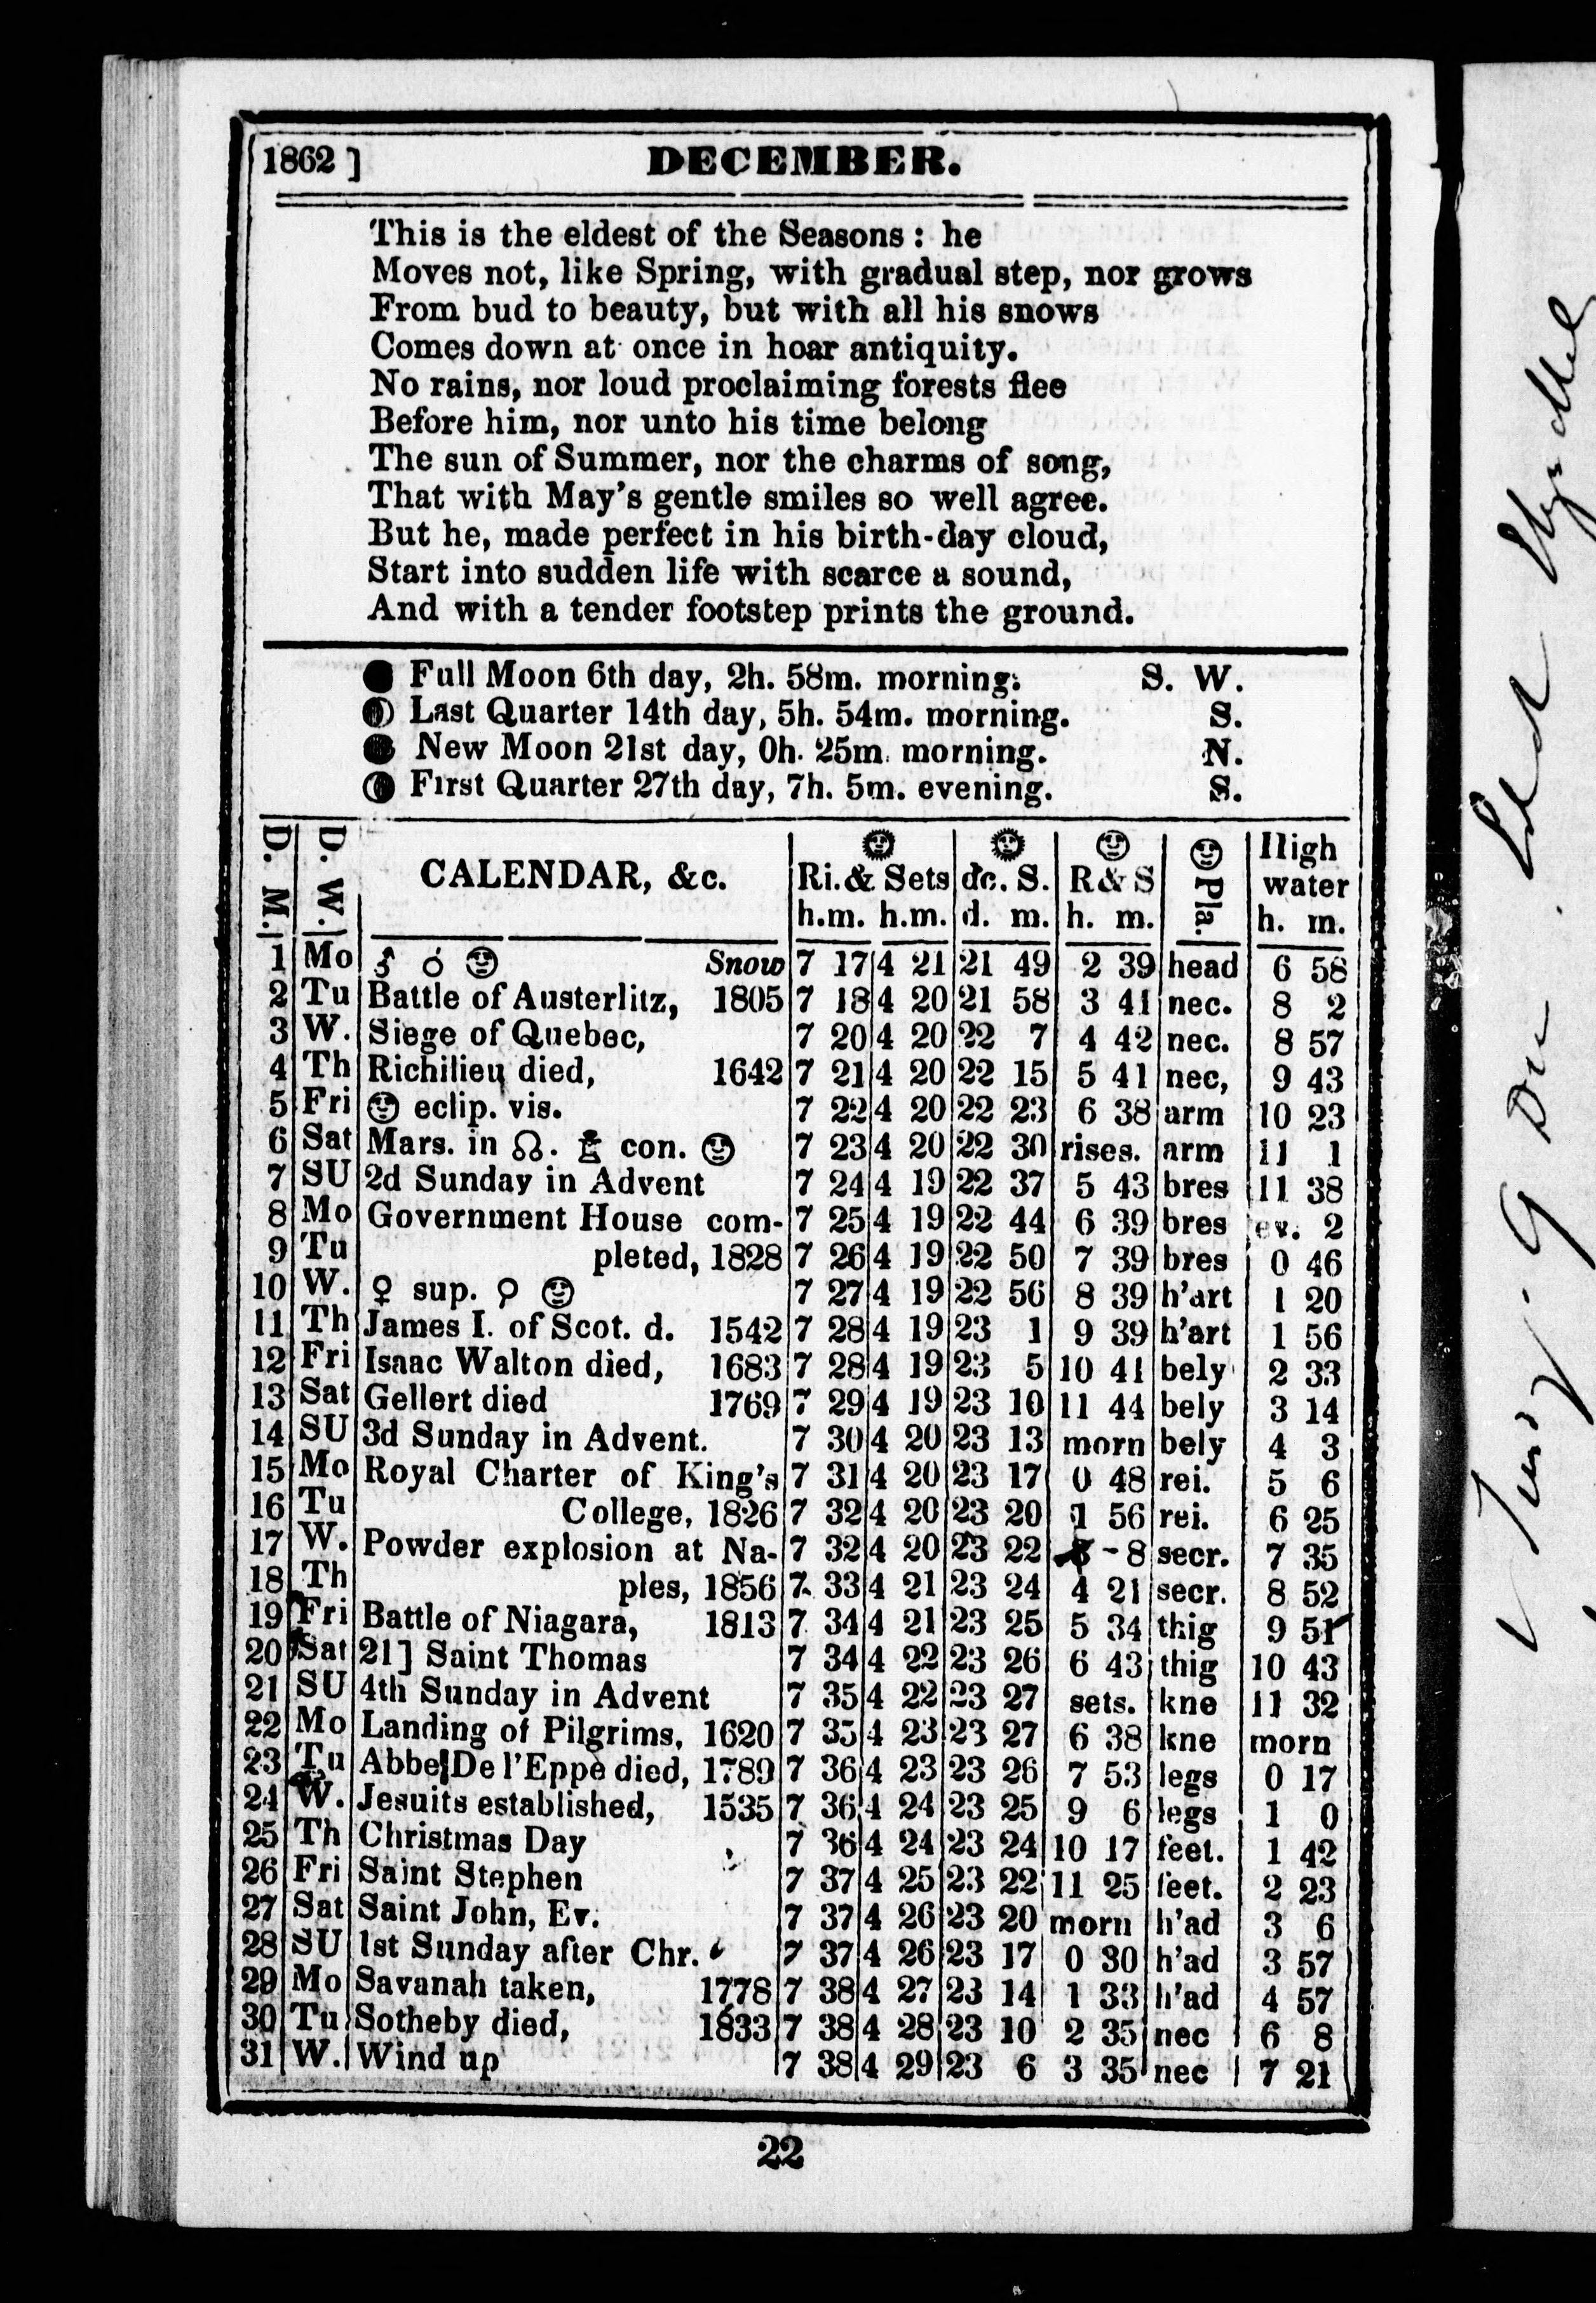 1862 ] DECEMBER.
This is the eldest of the Seasons : he
Moves not, like Spring, with gradual step, nor grows
From bud to beauty, but with all his snows
Comes down at once in hoar antiquity.
No rains, nor loud proclaiming forests flee
Before him, nor unto his time belong
The sun of Summer, nor the charms of song,
That with May's gentle smiles so well agree.
But he, made perfect in his birth-day cloud,
Start into sudden life with scarce a sound,
And with a tender footstep prints the ground.
Full Moon 6th day, 2h. 58m. morning. S. W.
Last Quarter 14th day, 5h. 54m. morning. S.
New Moon 21st day, 0h. 25m. morning. N.
First Quarter 27th day, 7h. 5m. evening. S.
D. M. D. W. CALENDAR, &c. Ri.& Sets dc. S. R&S Pla. High water
h.m. h.m. d. m. h. m. h. m.
1 Mo ♂ ☌ Snow 7 17 4 21 21 49 2 39 head 6 58
2 Tu Battle of Austerlitz, 1805 7 18 4 20 21 58 3 41 nec. 8 2
3 W. Siege of Quebec, 7 20 4 20 22 7 4 42 nec. 8 57
4 Th Richilieu died, 1642 7 21 4 20 22 15 5 41 nec, 9 43
5 Fri eclip. vis. 7 22 4 20 22 23 6 38 arm 10 23
6 Sat Mars. in ☊. con. 7 23 4 20 22 30 rises. arm 11 1
7 SU 2d Sunday in Advent 7 24 4 19 22 37 5 43 bres 11 38
8 Mo Government House com- 7 25 4 19 22 44 6 39 bres ev. 2
9 Tu pleted, 1828 7 26 4 19 22 50 7 39 bres 0 46
10 W. ♀ sup. 7 27 4 19 22 56 8 39 h'art 1 20
11 Th James I. of Scot. d. 1542 7 28 4 19 23 1 9 39 h'art 1 56
12 Fri Isaac Walton died, 1683 7 28 4 19 23 5 10 41 bely 2 33
13 Sat Gellert died 1769 7 29 4 19 23 10 11 44 bely 3 14
14 SU 3d Sunday in Advent. 7 30 4 20 23 13 morn bely 4 3
15 Mo Royal Charter of King's 7 31 4 20 23 17 0 48 rei. 5 6
16 Tu College, 1826 7 32 4 20 23 20 1 56 rei. 6 25
17 W. Powder explosion at Na- 7 32 4 20 23 22 8 secr. 7 35
18 Th ples, 1856 7 33 4 21 23 24 4 21 secr. 8 52
19 Fri Battle of Niagara, 1813 7 34 4 21 23 25 5 34 thig 9 51
20 Sat 21] Saint Thomas 7 34 4 22 23 26 6 43 thig 10 43
21 SU 4th Sunday in Advent 7 35 4 22 23 27 sets. kne 11 32
22 Mo Landing of Pilgrims, 1620 7 35 4 23 23 27 6 38 kne morn
23 Tu Abbe De l'Eppè died, 1789 7 36 4 23 23 26 7 53 legs 0 17
24 W. Jesuits established, 1535 7 36 4 24 23 25 9 6 legs 1 0
25 Th Christmas Day 7 36 4 24 23 24 10 17 feet. 1 42
26 Fri Saint Stephen 7 37 4 25 23 22 11 25 feet. 2 23
27 Sat Saint John, Ev. 7 37 4 26 23 20 morn h'ad 3 6
28 SU 1st Sunday after Chr. 7 37 4 26 23 17 0 30 h'ad 3 57
29 Mo Savanah taken, 1778 7 38 4 27 23 14 1 33 h'ad 4 57
30 Tu Sotheby died, 1833 7 38 4 28 23 10 2 35 nec 6 8
31 W. Wind up 7 38 4 29 23 6 3 35 nec 7 21
22